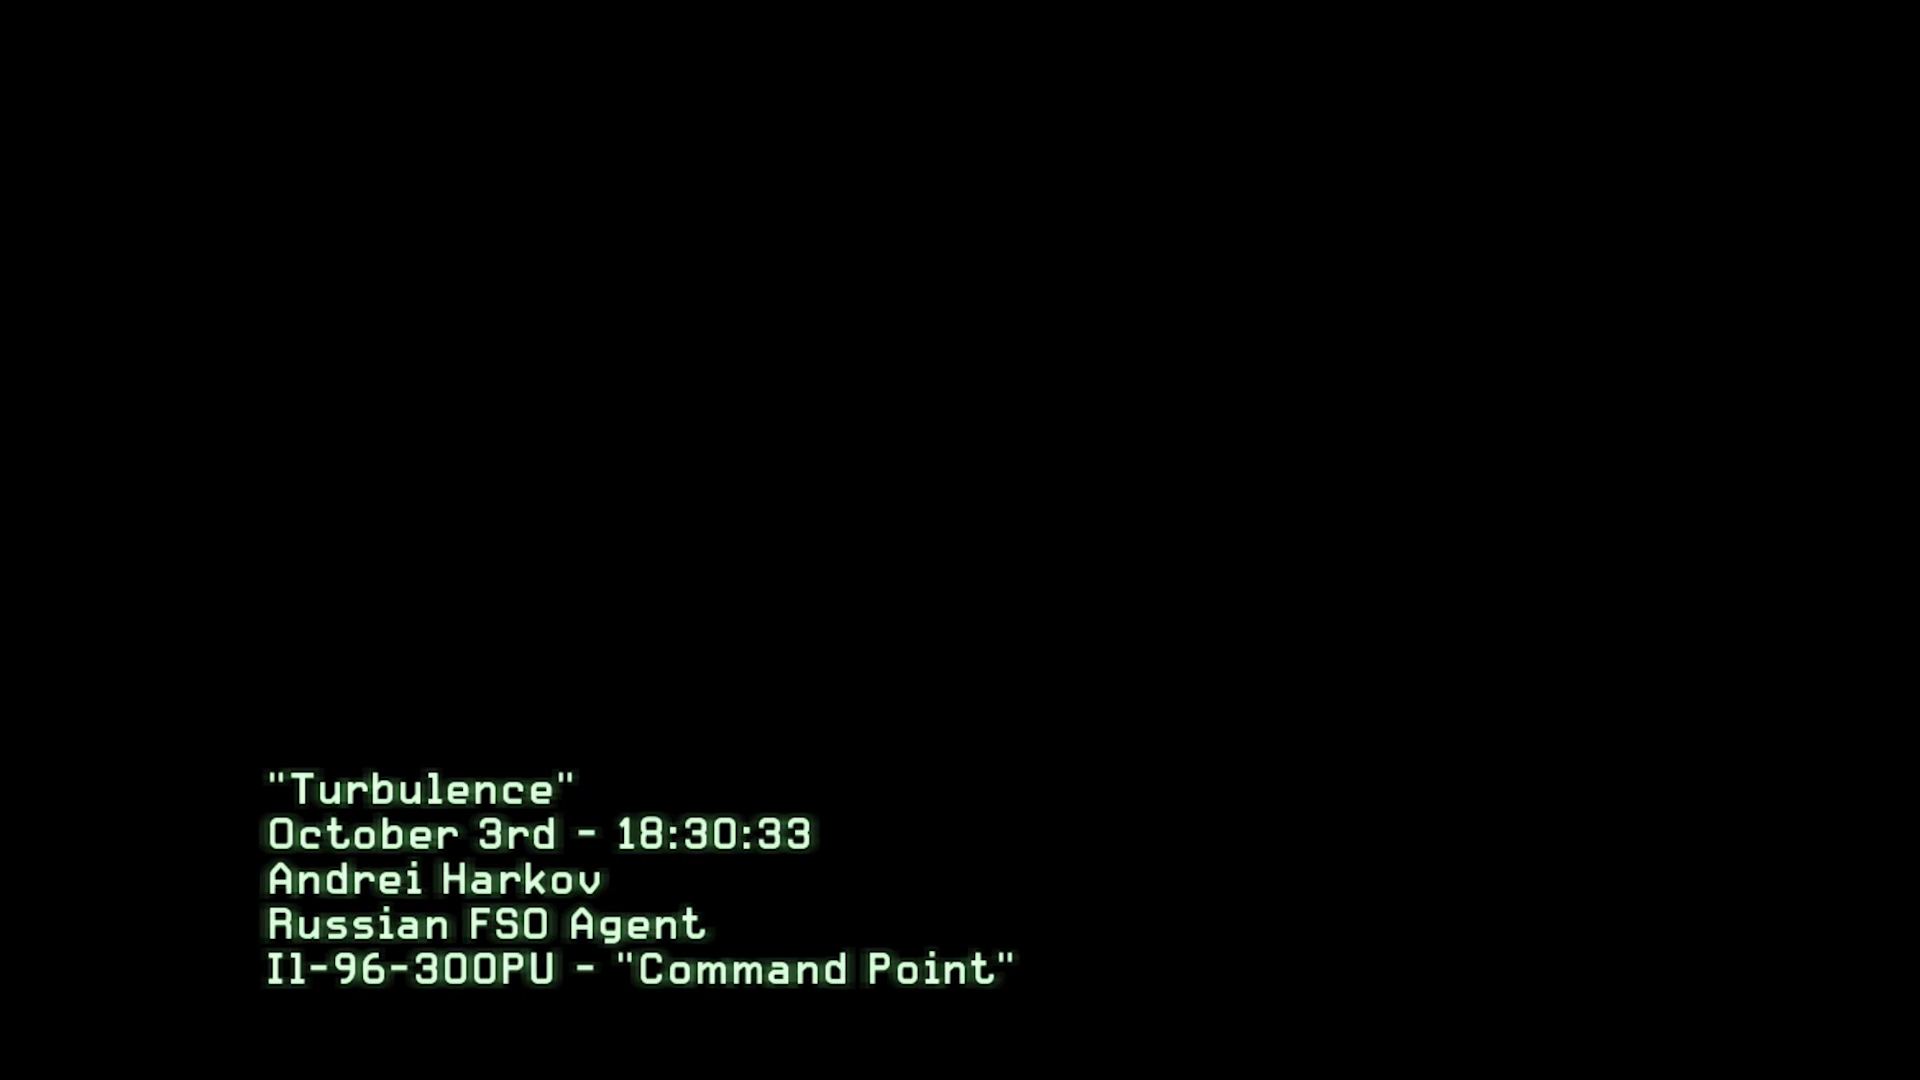 "Turbulence"
October 3rd - 18:30:33
Andrei Harkov
Russian FSO Agent
Il-96-300PU - "Command Point"